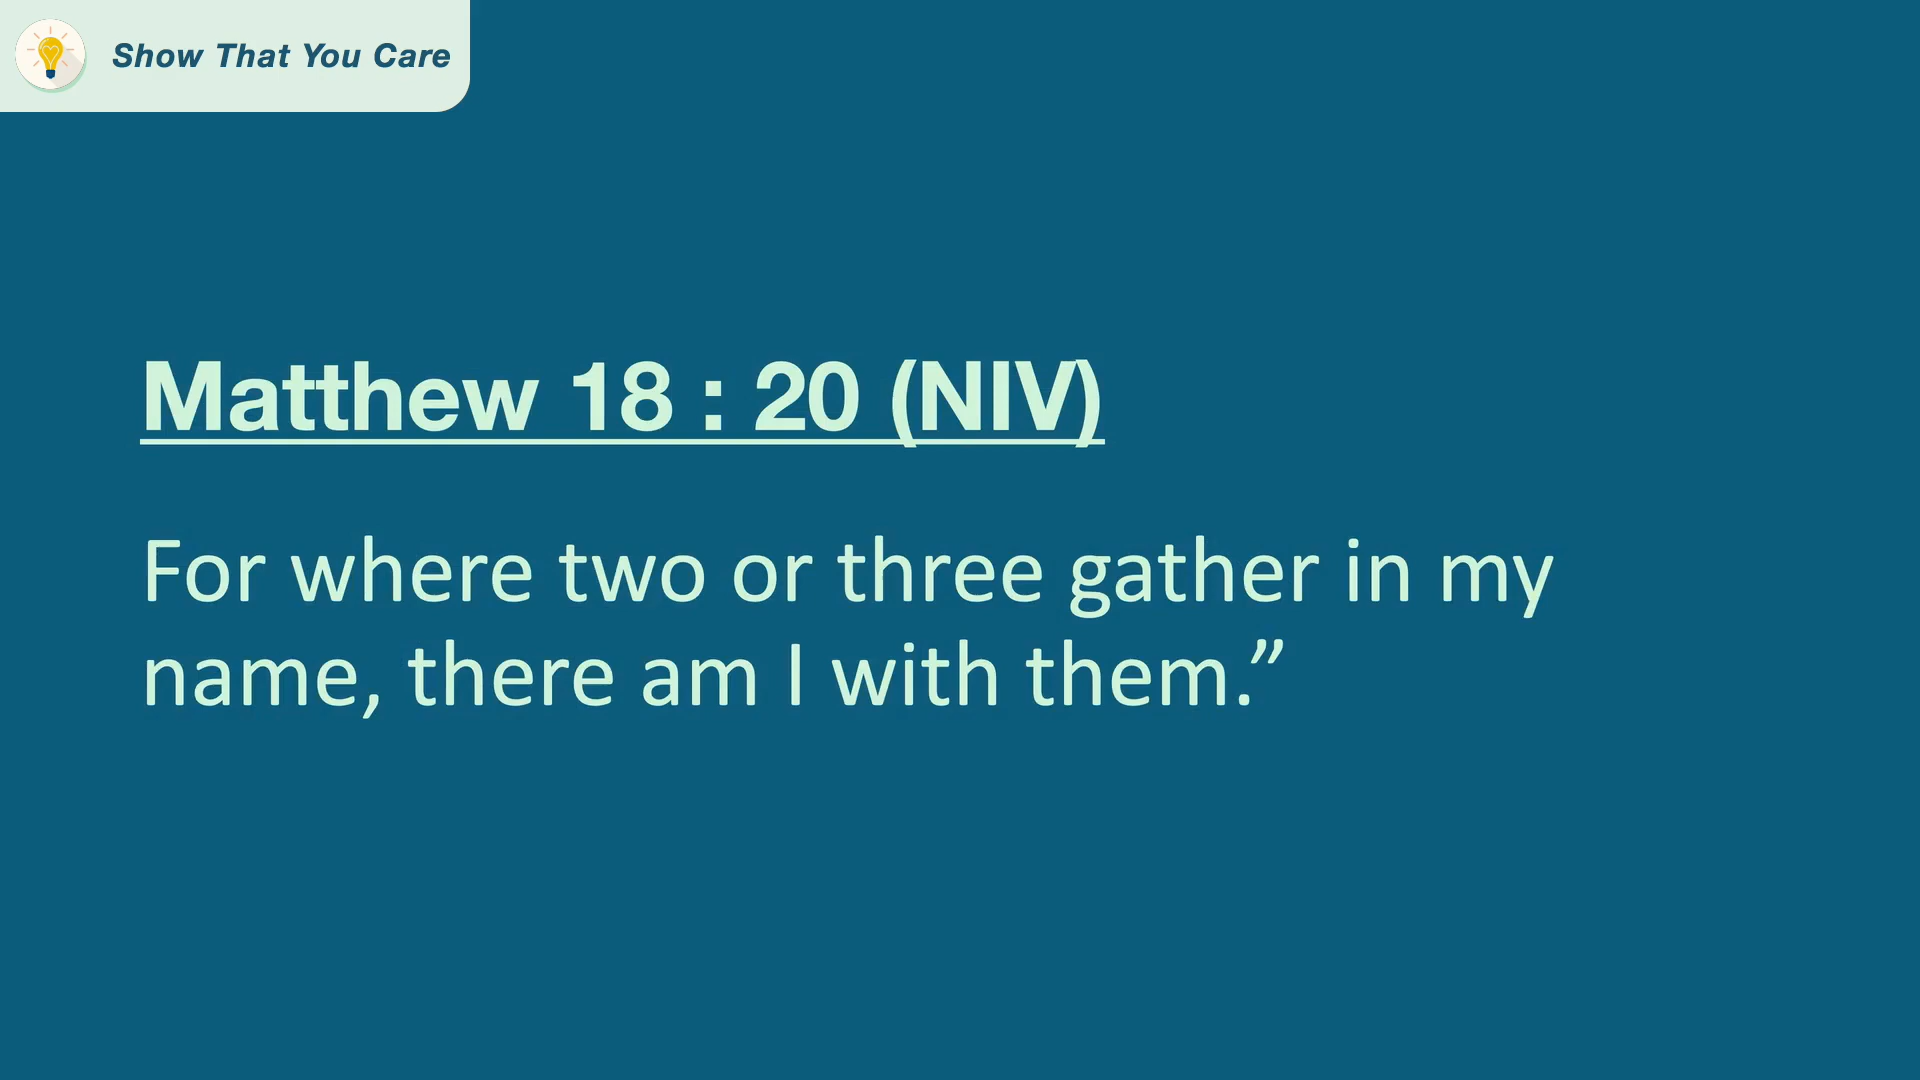 Show That You Care
Matthew 18 : 20 (NIV)
For where two or three gather in my
name, there am I with them.”